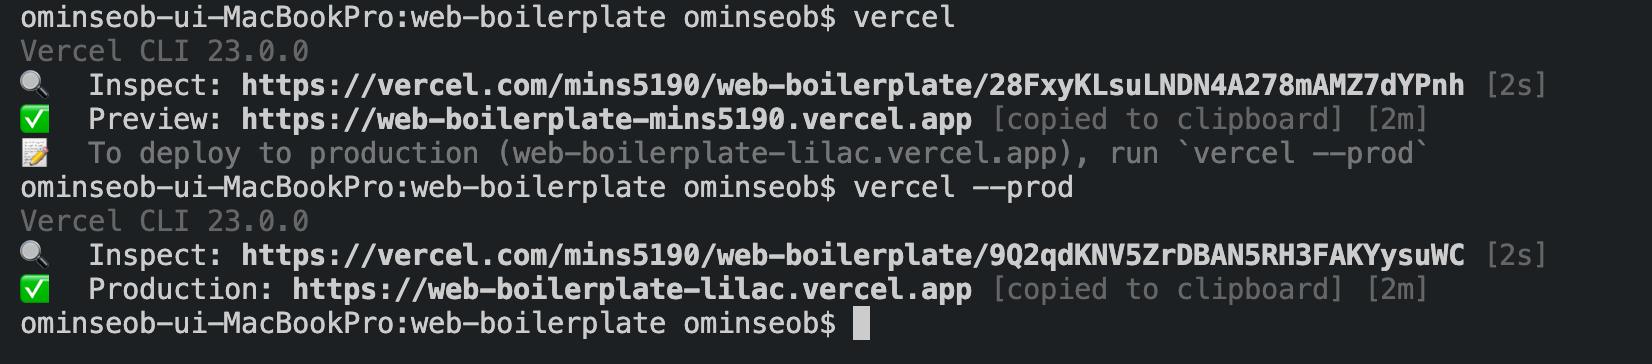 ominseob-ui-MacBookPro:web-boilerplate ominseob$ vercel
Vercel CLI 23.0.0
🔍 Inspect: https://vercel.com/mins5190/web-boilerplate/28FxyKLsuLNDN4A278mAMZ7dYPnh [2s]
✅ Preview: https://web-boilerplate-mins5190.vercel.app [copied to clipboard] [2m]
📝 To deploy to production (web-boilerplate-lilac.vercel.app), run `vercel --prod`
ominseob-ui-MacBookPro:web-boilerplate ominseob$ vercel --prod
Vercel CLI 23.0.0
🔍 Inspect: https://vercel.com/mins5190/web-boilerplate/9Q2qdKNV5ZrDBAN5RH3FAKYysuWC [2s]
✅ Production: https://web-boilerplate-lilac.vercel.app [copied to clipboard] [2m]
ominseob-ui-MacBookPro:web-boilerplate ominseob$